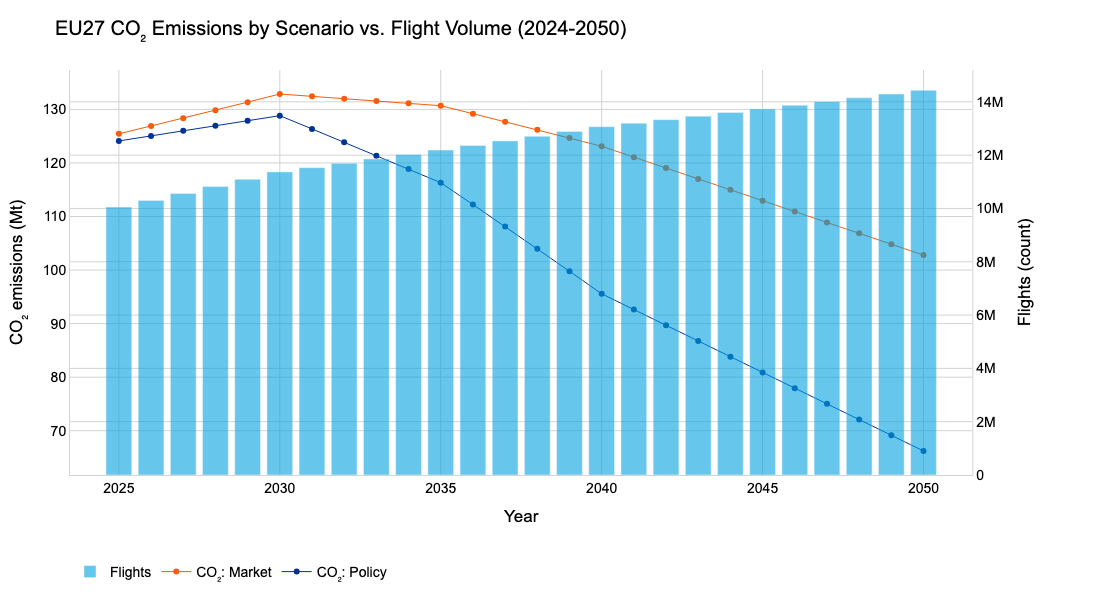 EU27 CO₂ Emissions by Scenario vs. Flight Volume (2024-2050)
CO₂ emissions (Mt)
130
120
110
100
90
80
70
14M
12M
10M
8M
6M
4M
2M
0
Flights (count)
2025 2030 2035 2040 2045 2050
Year
Flights CO₂: Market CO₂: Policy